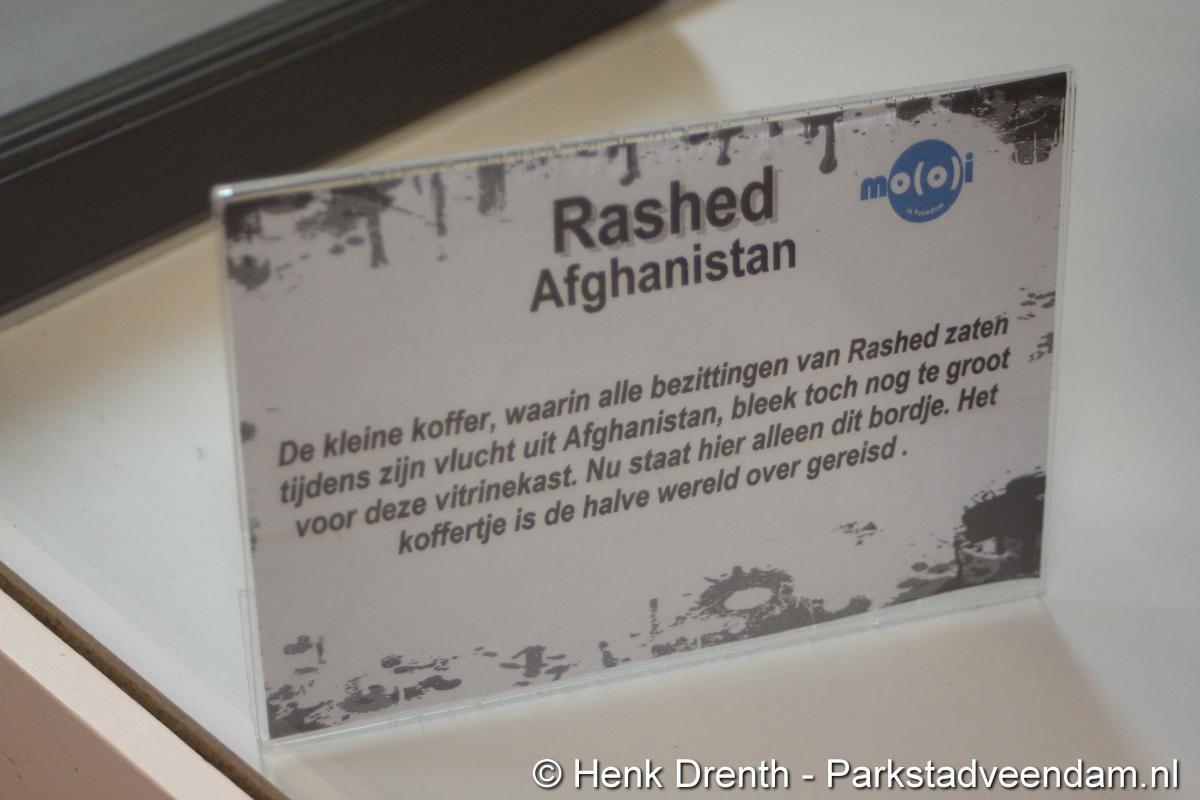 mo(o)i
in Veendam
Rashed
Afghanistan
De kleine koffer, waarin alle bezittingen van Rashed zaten
tijdens zijn vlucht uit Afghanistan, bleek toch nog te groot
voor deze vitrinekast. Nu staat hier alleen dit bordje. Het
koffertje is de halve wereld over gereisd .
© Henk Drenth - Parkstadveendam.nl